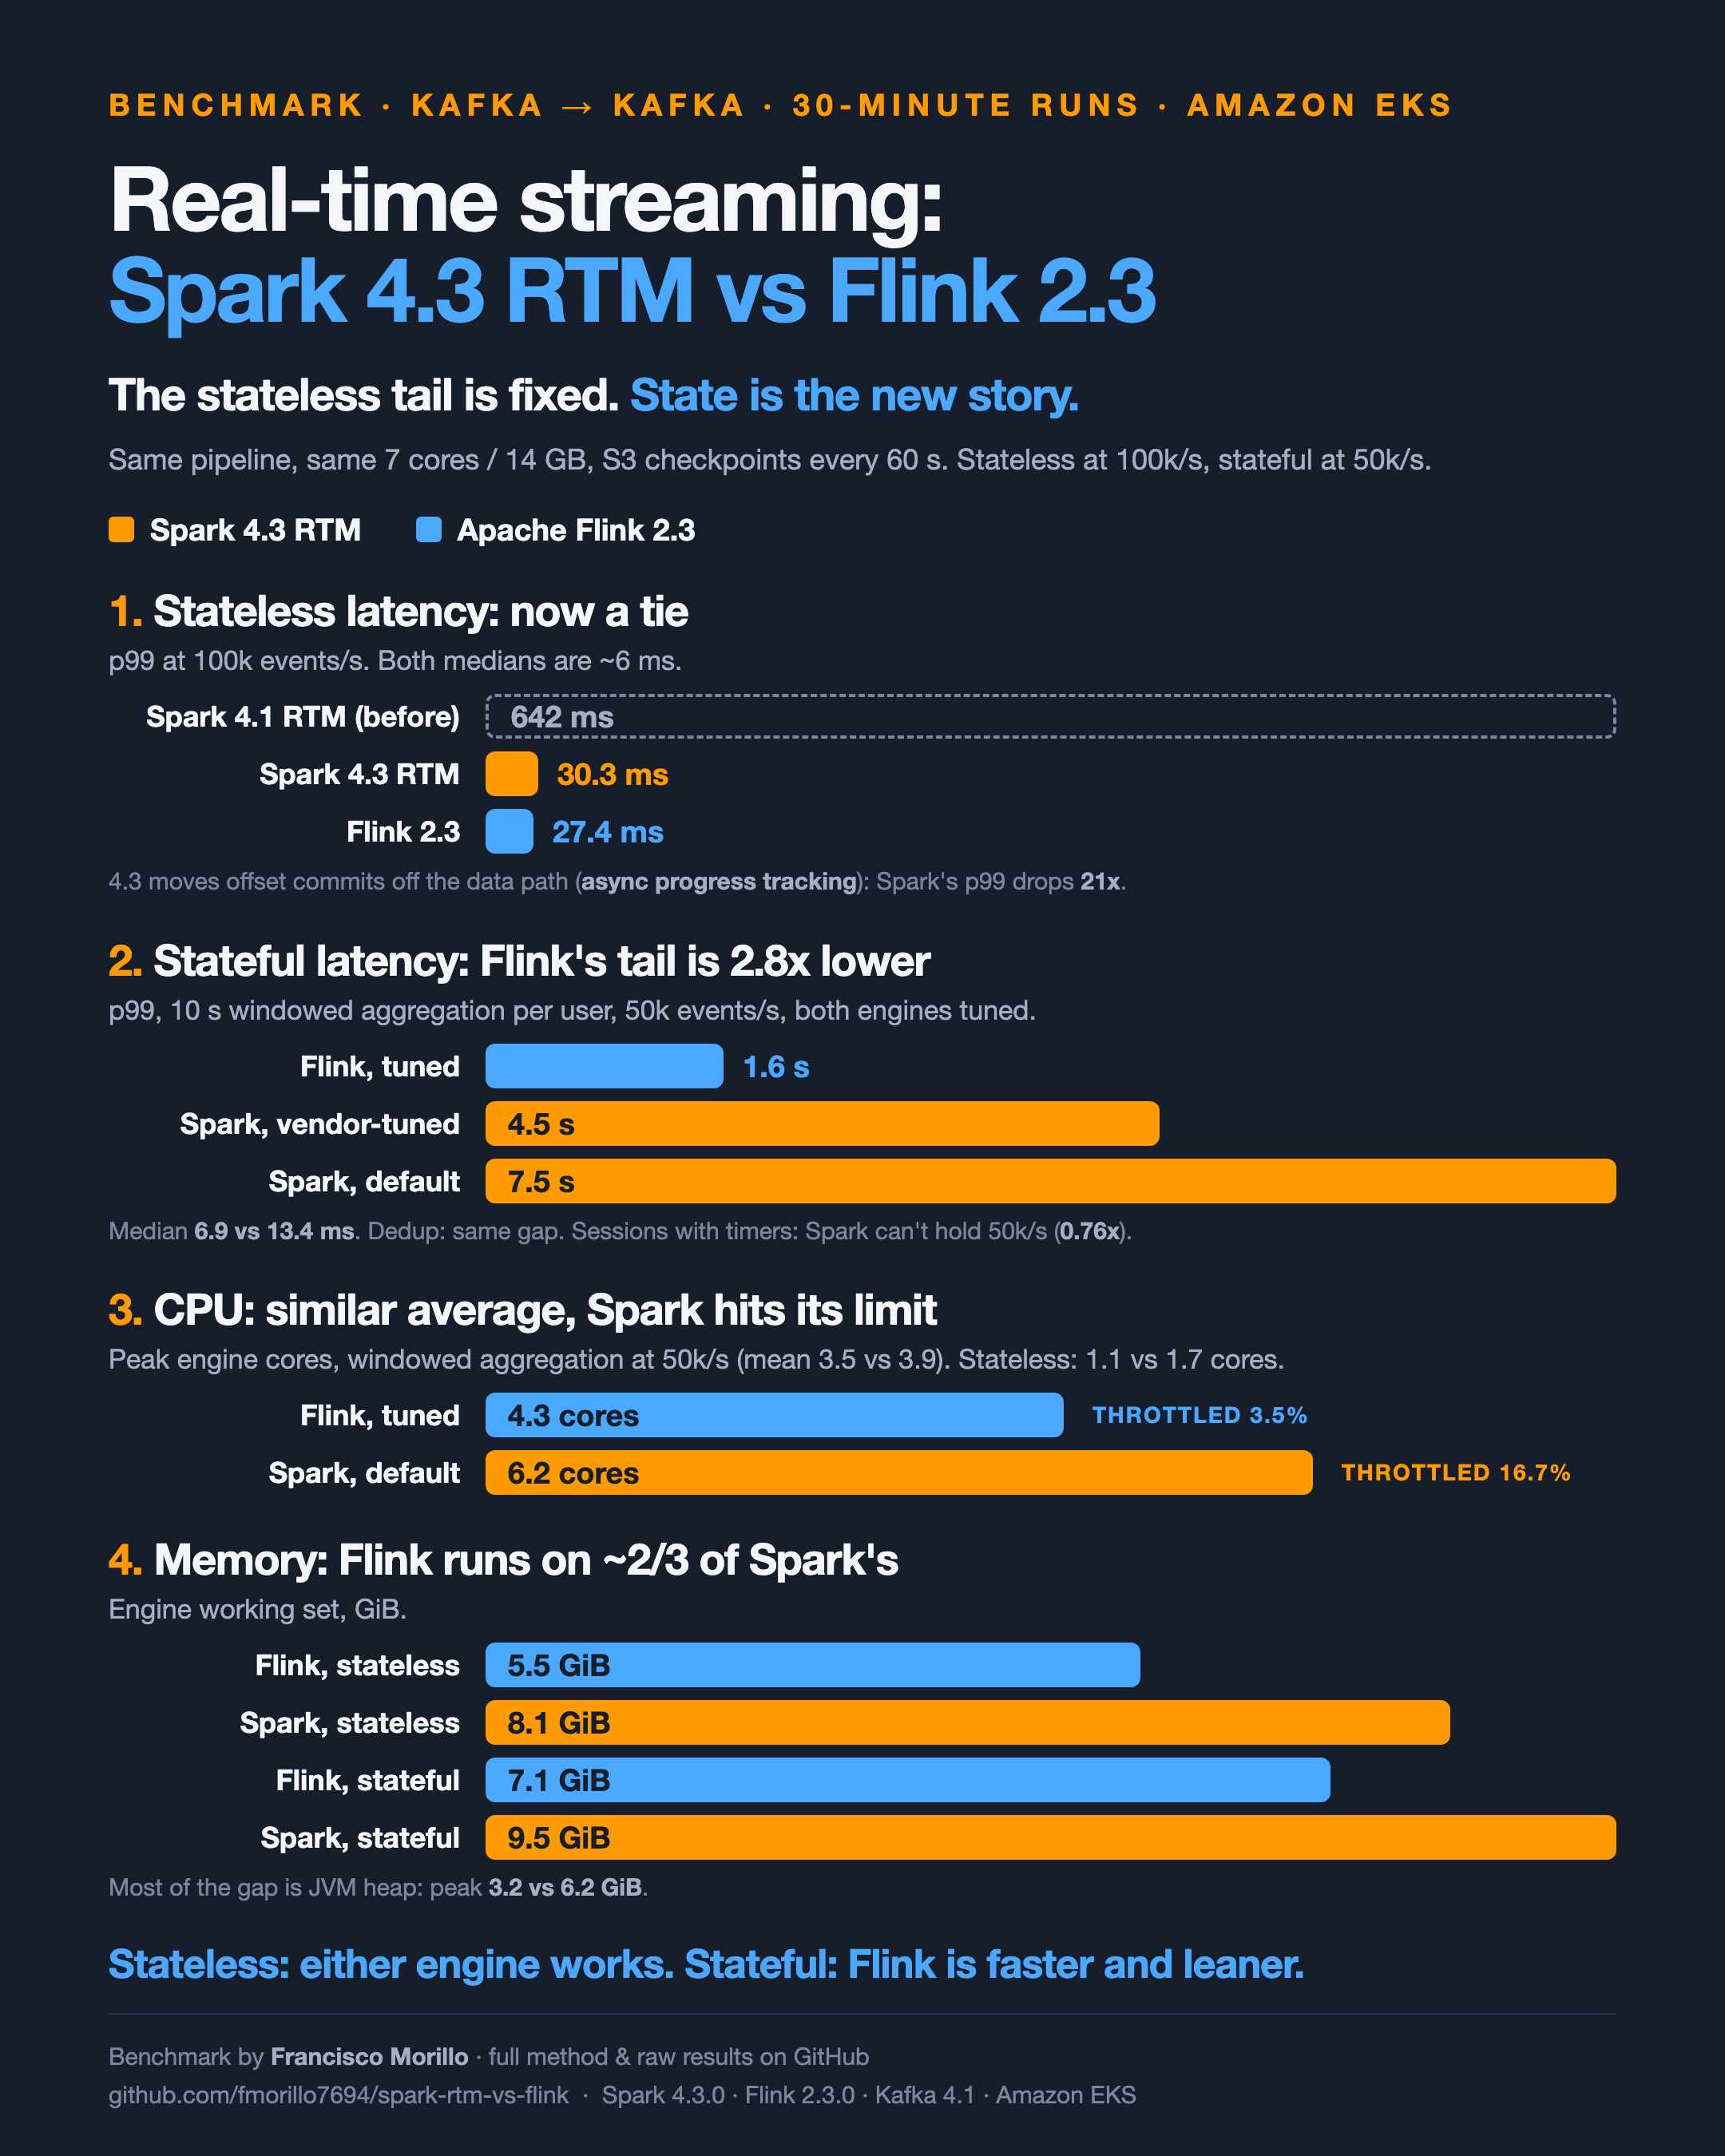 BENCHMARK · KAFKA → KAFKA · 30-MINUTE RUNS · AMAZON EKS
Real-time streaming:
Spark 4.3 RTM vs Flink 2.3
The stateless tail is fixed. State is the new story.
Same pipeline, same 7 cores / 14 GB, S3 checkpoints every 60 s. Stateless at 100k/s, stateful at 50k/s.
Spark 4.3 RTM Apache Flink 2.3
1. Stateless latency: now a tie
p99 at 100k events/s. Both medians are ~6 ms.
Spark 4.1 RTM (before) 642 ms
Spark 4.3 RTM 30.3 ms
Flink 2.3 27.4 ms
4.3 moves offset commits off the data path (async progress tracking): Spark's p99 drops 21x.
2. Stateful latency: Flink's tail is 2.8x lower
p99, 10 s windowed aggregation per user, 50k events/s, both engines tuned.
Flink, tuned 1.6 s
Spark, vendor-tuned 4.5 s
Spark, default 7.5 s
Median 6.9 vs 13.4 ms. Dedup: same gap. Sessions with timers: Spark can't hold 50k/s (0.76x).
3. CPU: similar average, Spark hits its limit
Peak engine cores, windowed aggregation at 50k/s (mean 3.5 vs 3.9). Stateless: 1.1 vs 1.7 cores.
Flink, tuned 4.3 cores THROTTLED 3.5%
Spark, default 6.2 cores THROTTLED 16.7%
4. Memory: Flink runs on ~2/3 of Spark's
Engine working set, GiB.
Flink, stateless 5.5 GiB
Spark, stateless 8.1 GiB
Flink, stateful 7.1 GiB
Spark, stateful 9.5 GiB
Most of the gap is JVM heap: peak 3.2 vs 6.2 GiB.
Stateless: either engine works. Stateful: Flink is faster and leaner.
Benchmark by Francisco Morillo · full method & raw results on GitHub
github.com/fmorillo7694/spark-rtm-vs-flink · Spark 4.3.0 · Flink 2.3.0 · Kafka 4.1 · Amazon EKS